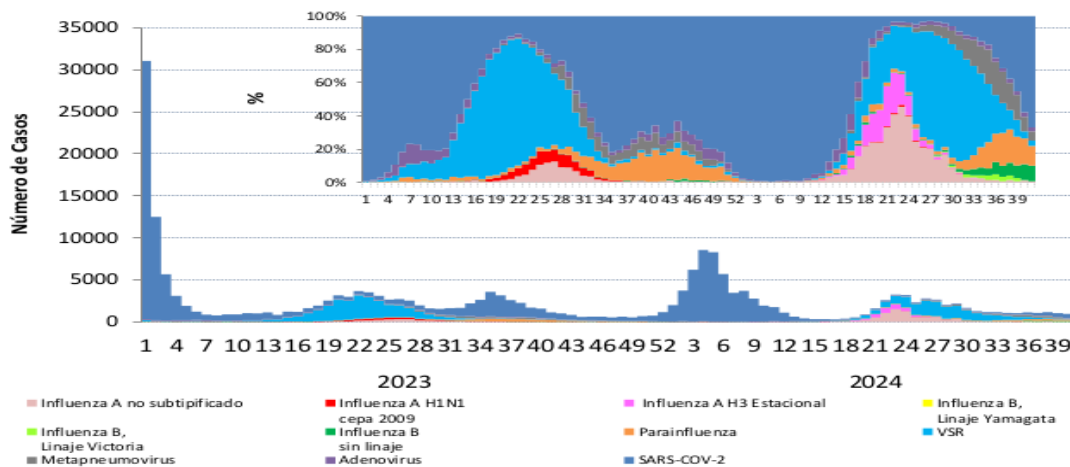 35000
30000
25000
20000
15000
10000
5000
0
Número de Casos
100%
80%
60%
40%
20%
0%
%
1 4 7 10 13 16 19 22 25 28 31 34 37 40 43 46 49 52 3 6 9 12 15 18 21 24 27 30 33 36 39
1 4 7 10 13 16 19 22 25 28 31 34 37 40 43 46 49 52 3 6 9 12 15 18 21 24 27 30 33 36 39
2023 2024
Influenza A no subtipificado
Influenza A H1N1
cepa 2009
Influenza A H3 Estacional
Influenza B,
Linaje Yamagata
Influenza B,
Linaje Victoria
Influenza B
sin linaje
Parainfluenza
VSR
Metapneumovirus
Adenovirus
SARS-COV-2